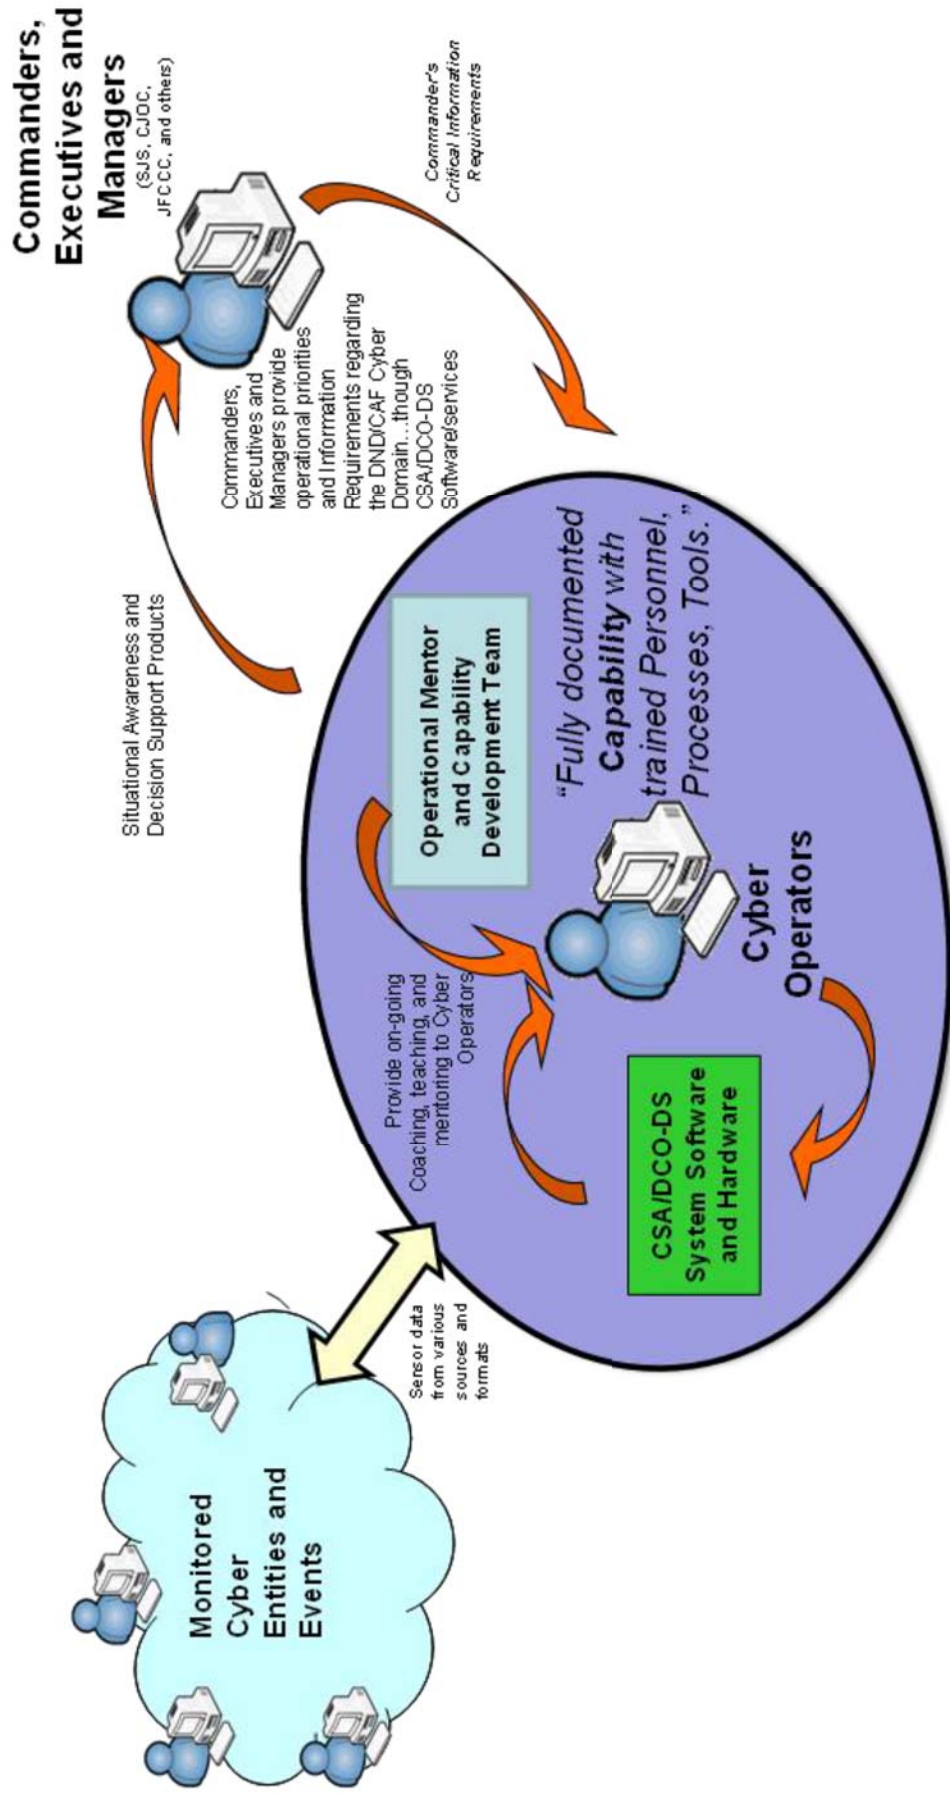 Commanders,
Executives and
Managers
(SJS, CJOC,
JFCCC, and others)
Situational Awareness and
Decision Support Products
Commanders,
Executives and
Managers provide
operational priorities
and Information
Requirements regarding
the DND/CAF Cyber
Domain...though
CSA/DCO-DS
Software/services
Commander's
Critical Information
Requirements
Monitored
Cyber
Entities and
Events
Sensor data
from various
sources and
formats
Provide on-going
Coaching, teaching, and
mentoring to Cyber
Operators
Operational Mentor
and Capability
Development Team
"Fully documented
Capability with
trained Personnel,
Processes, Tools."
Cyber
Operators
CSA/DCO-DS
System Software
and Hardware